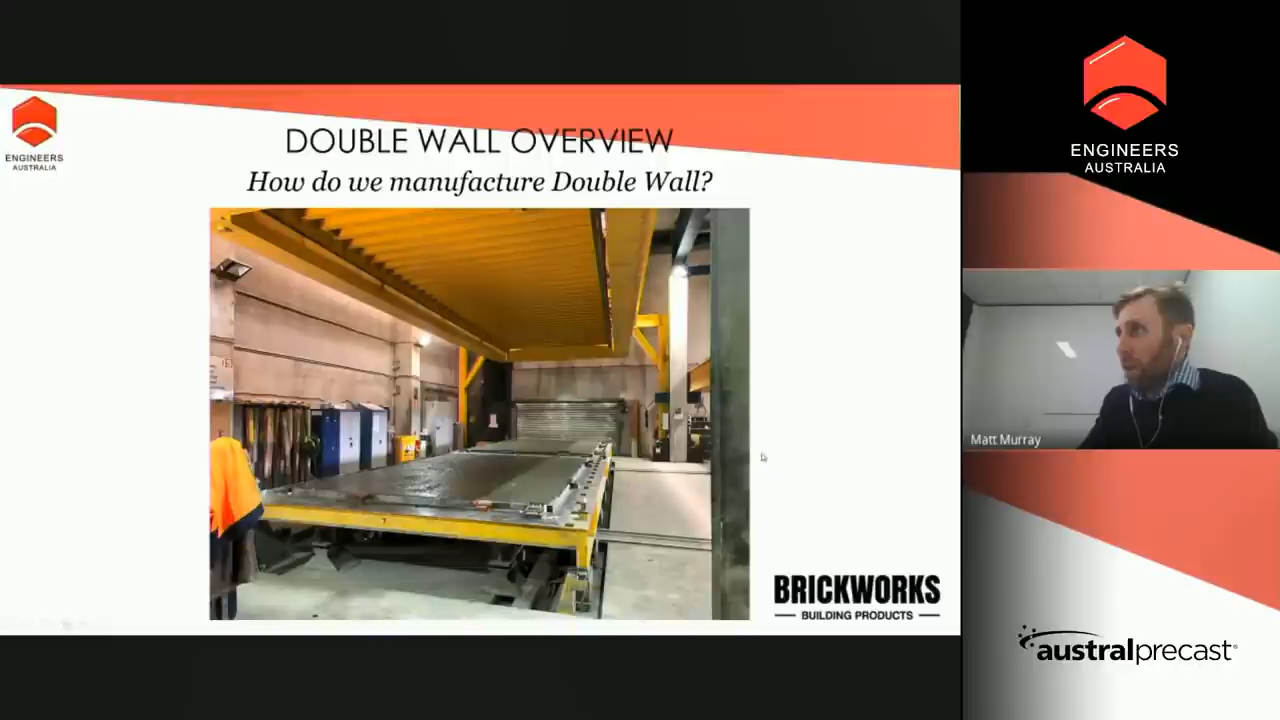 ENGINEERS
AUSTRALIA
DOUBLE WALL OVERVIEW
How do we manufacture Double Wall?
BRICKWORKS
BUILDING PRODUCTS
ENGINEERS
AUSTRALIA
Matt Murray
australprecast